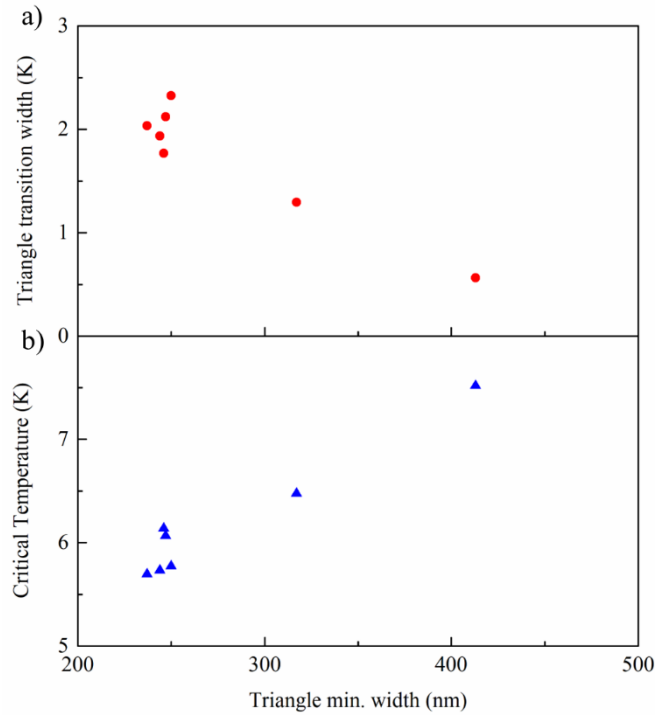 a)
Triangle transition width (K)
3
2
1
0
b)
Critical Temperature (K)
7
6
5
200 300 400 500
Triangle min. width (nm)